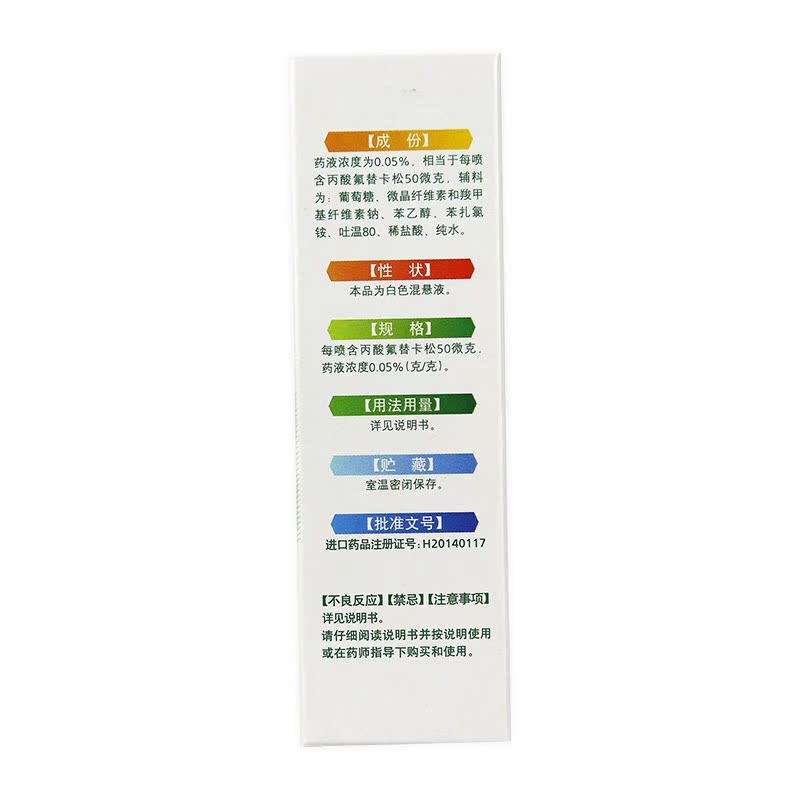 【成 份】
药液浓度为0.05%，相当于每喷
含丙酸氟替卡松50微克，辅料
为：葡萄糖、微晶纤维素和羧甲
基纤维素钠、苯乙醇、苯扎氯
铵、吐温80、稀盐酸、纯水。
【性 状】
本品为白色混悬液。
【规 格】
每喷含丙酸氟替卡松50微克，
药液浓度0.05%(克/克)。
【用法用量】
详见说明书。
【贮 藏】
室温密闭保存。
【批准文号】
进口药品注册证号：H20140117
【不良反应】【禁忌】【注意事项】
详见说明书。
请仔细阅读说明书并按说明使用
或在药师指导下购买和使用。